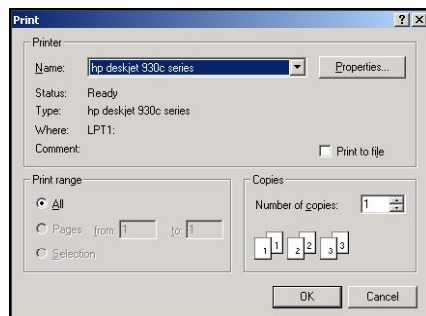 Print
Printer
Name: hp deskjet 930c series Properties...
Status: Ready
Type: hp deskjet 930c series
Where: LPT1:
Comment: Print to file
Print range
All
Pages from: 1 to: 1
Selection
Copies
Number of copies: 1
1 1 2 2 3 3
OK Cancel